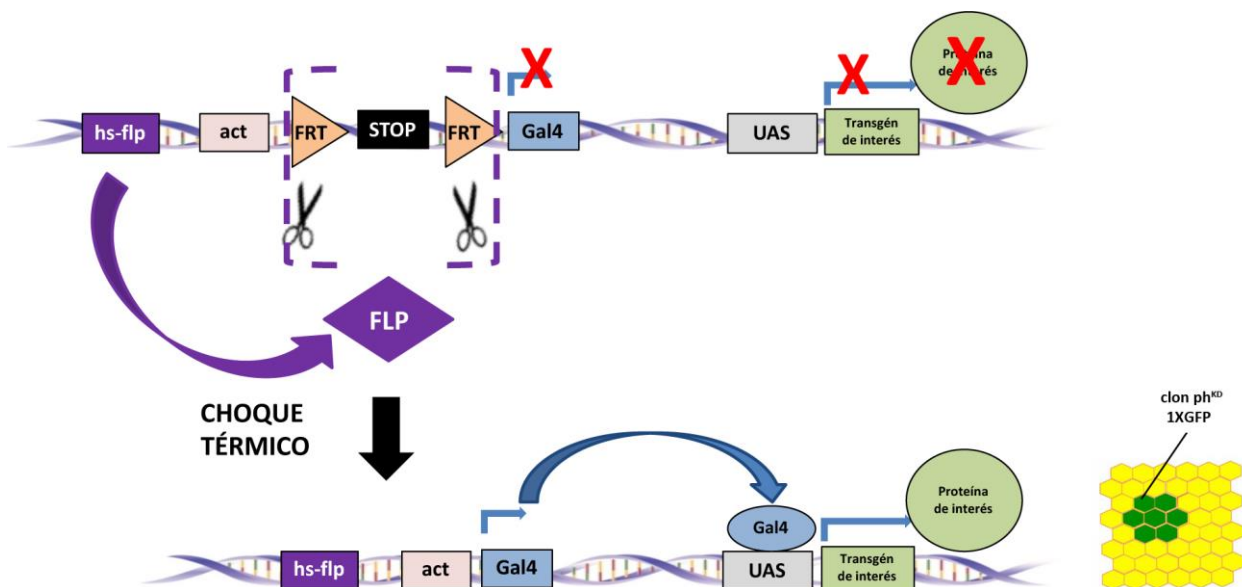 Proteína
de interés
hs-flp
act
FRT
STOP
FRT
Gal4
UAS
Transgén
de interés
FLP
CHOQUE
TÉRMICO
clon ph^KD
1XGFP
Proteína
de interés
Gal4
hs-flp
act
Gal4
UAS
Transgén
de interés